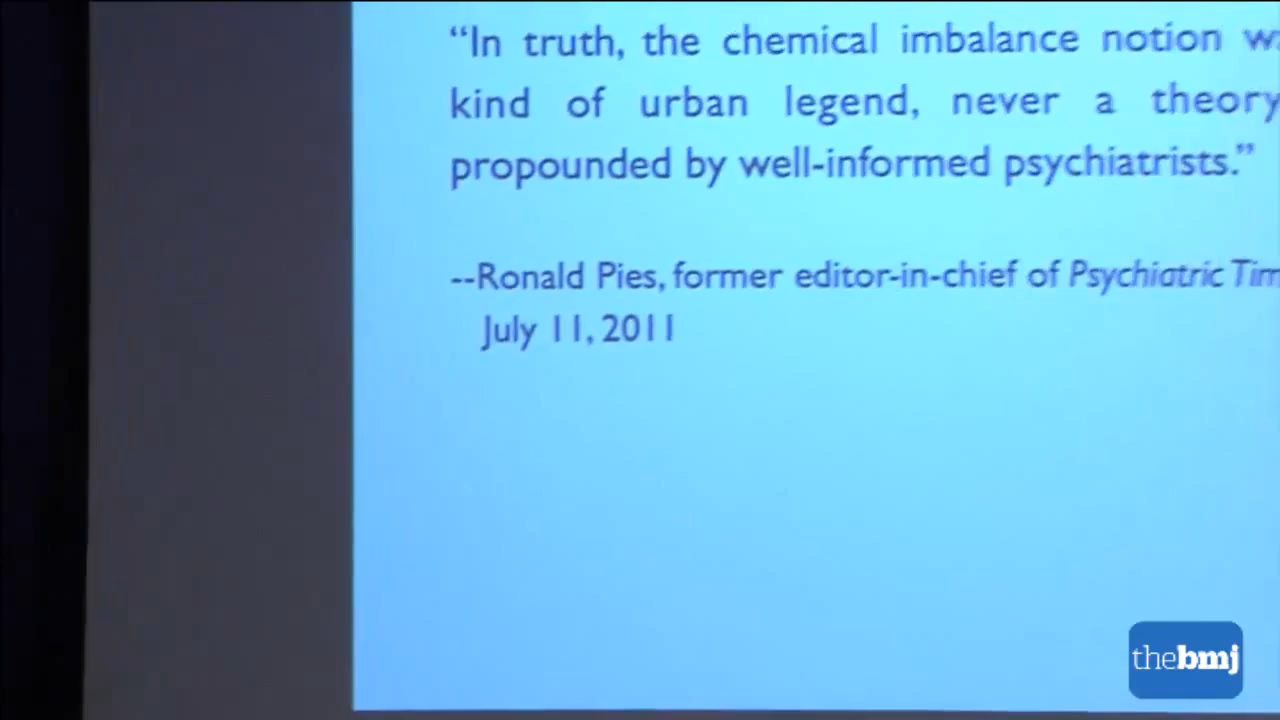 “In truth, the chemical imbalance notion
kind of urban legend, never a theory
propounded by well-informed psychiatrists.”
--Ronald Pies, former editor-in-chief of Psychiatric
July 11, 2011
thebmj